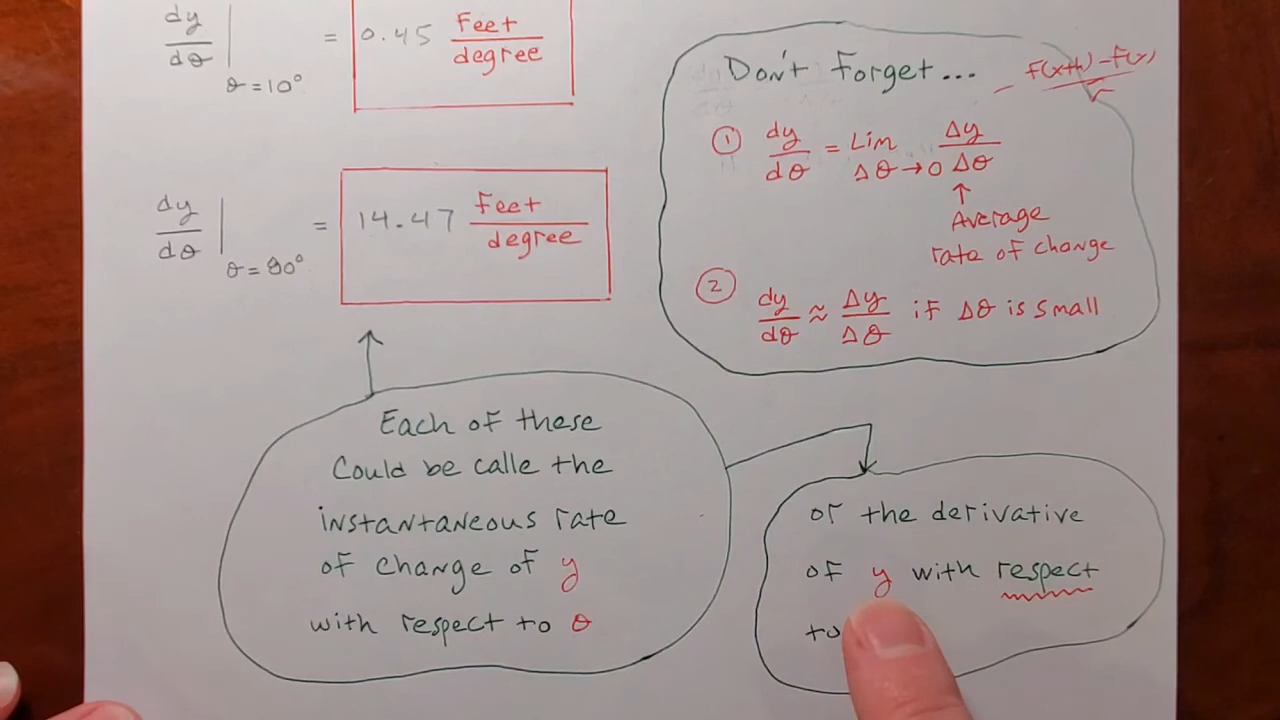 dy/dθ | θ=10° = 0.45 Feet/degree
dy/dθ | θ=80° = 14.47 Feet/degree
Don't Forget...
F(x+h)-F(x)
① dy/dθ = Lim Δθ→0 Δy/Δθ
↑
Average
rate of change
② dy/dθ ≈ Δy/Δθ if Δθ is small
Each of these
Could be calle the
instantaneous rate
of change of y
with respect to θ
or the derivative
of y with respect
to